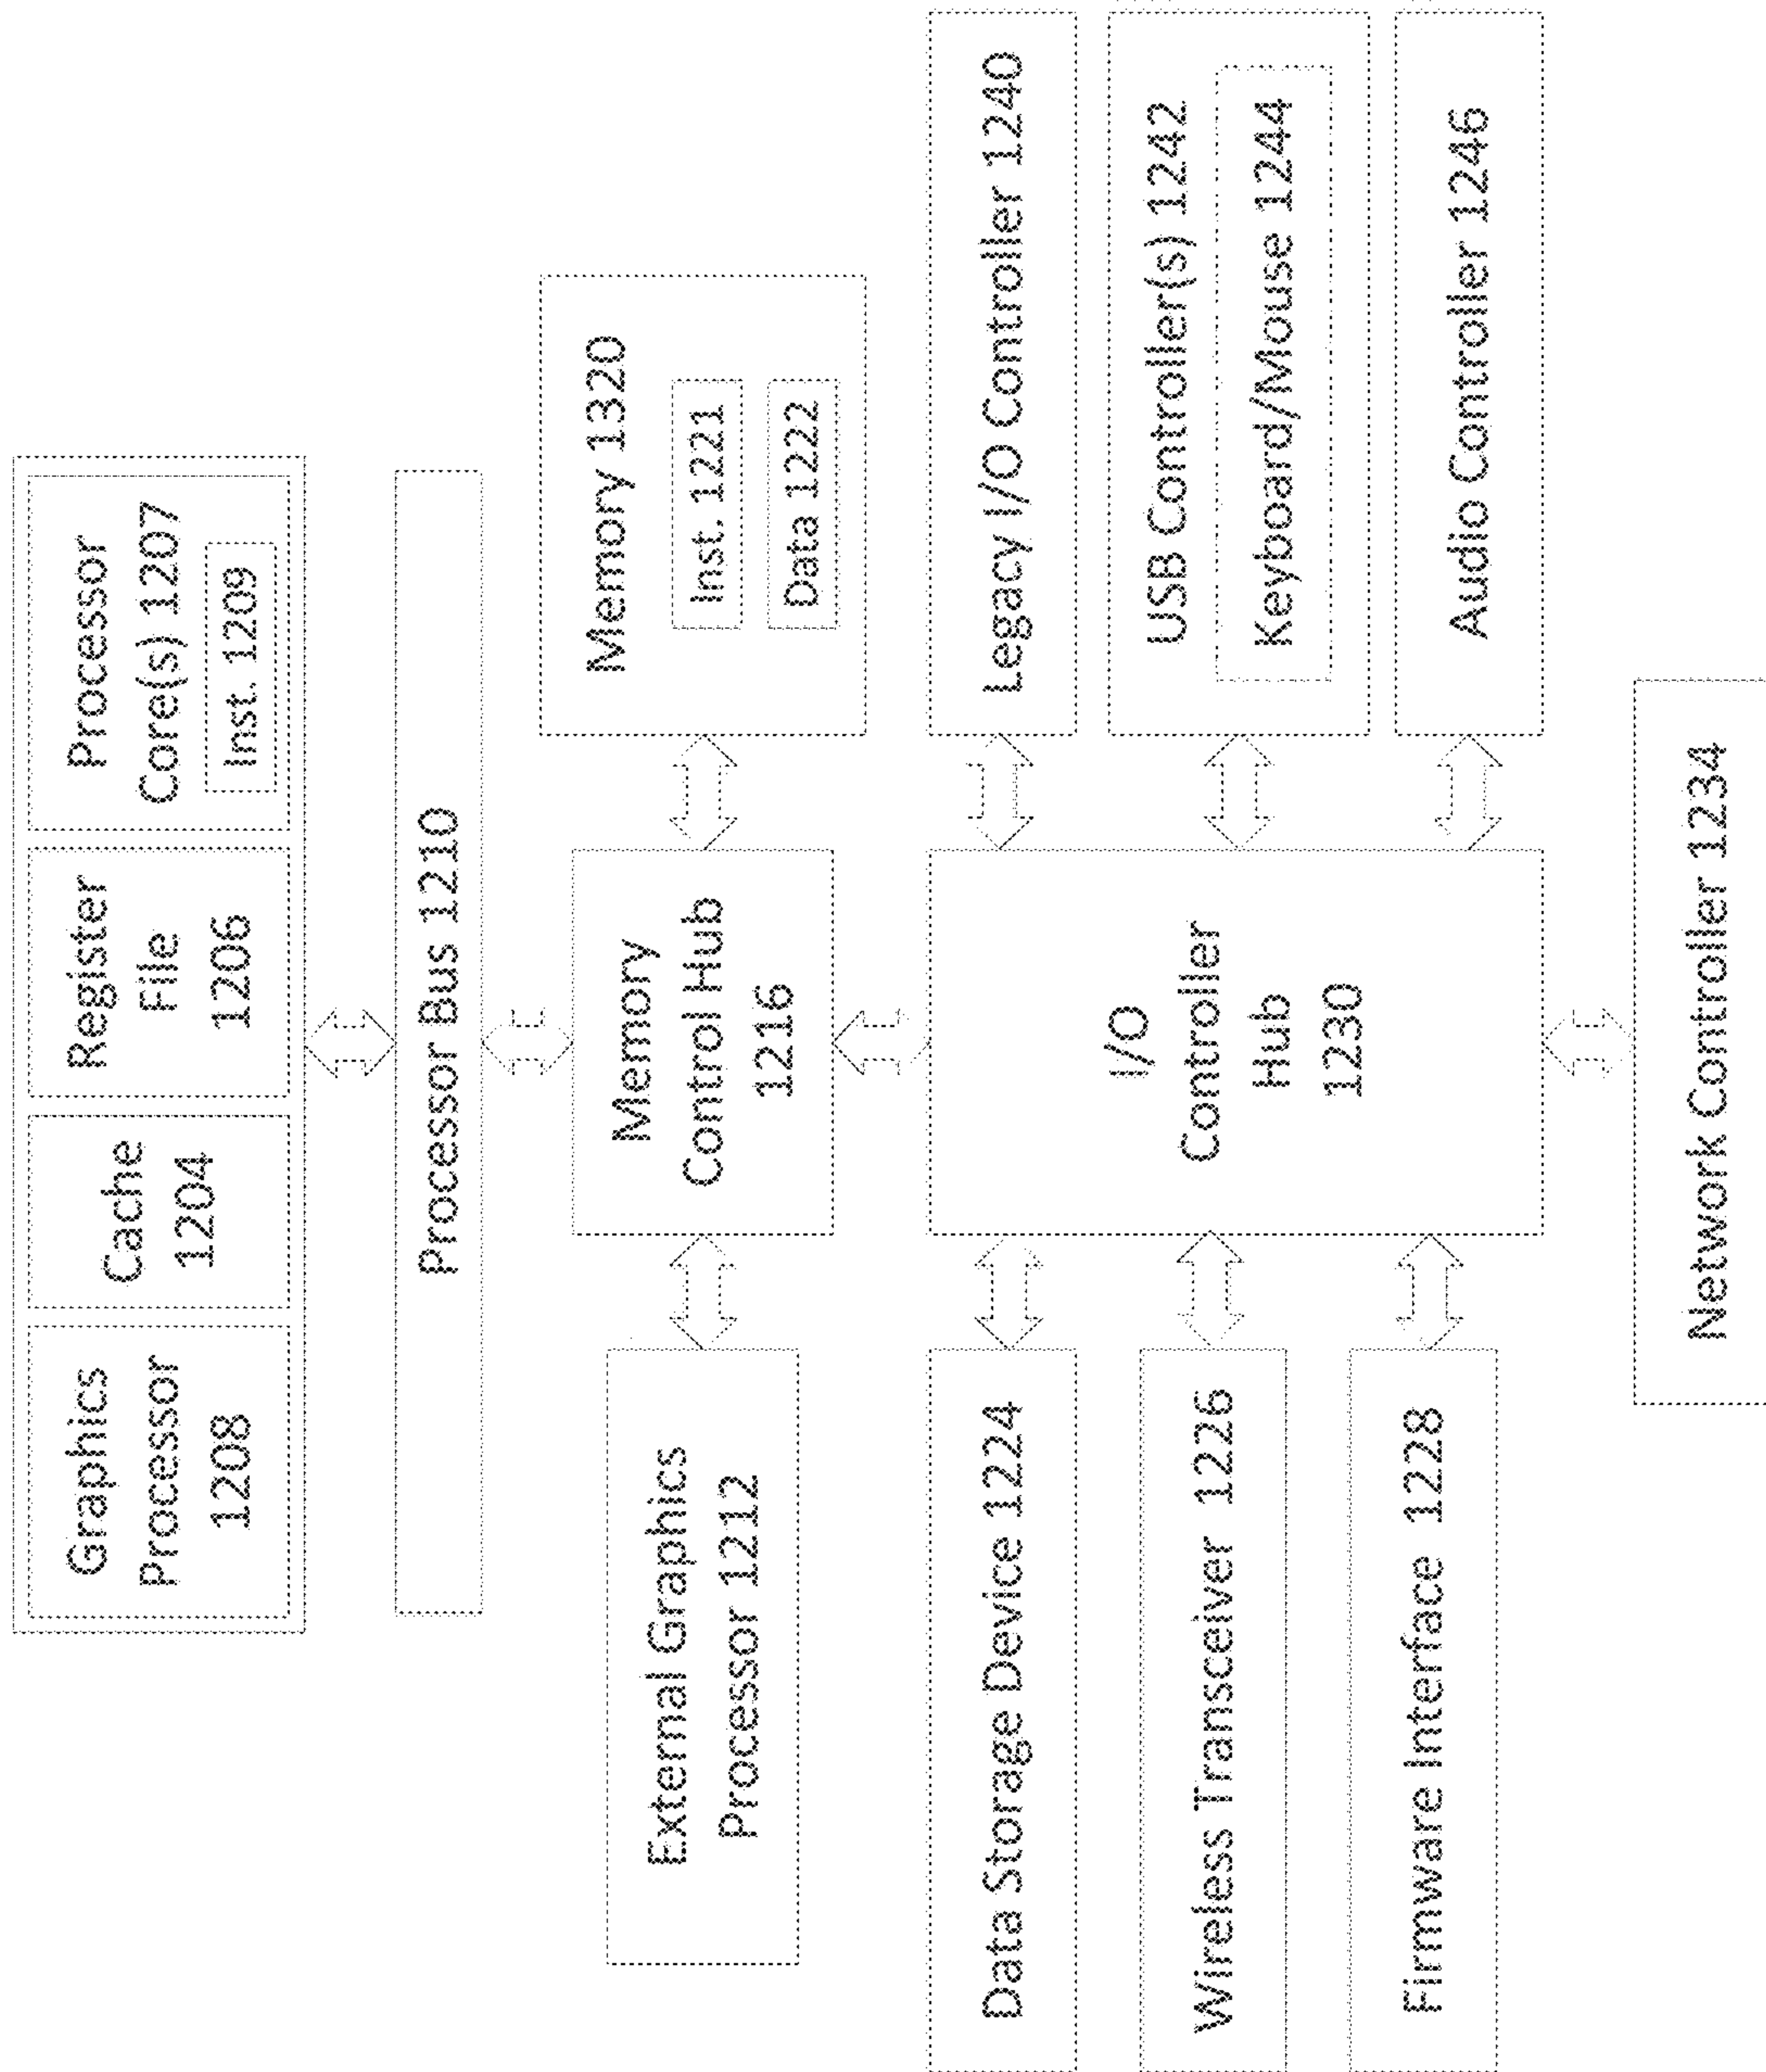 Graphics
Processor
1208
Cache
1204
Register
File
1206
Processor
Core(s) 1207
Inst. 1209
Processor Bus 1210
External Graphics
Processor 1212
Memory
Control Hub
1216
Memory 1320
Inst. 1221
Data 1222
Data Storage Device 1224
Wireless Transceiver 1226
Firmware Interface 1228
I/O
Controller
Hub
1230
Legacy I/O Controller 1240
USB Controller(s) 1242
Keyboard/Mouse 1244
Audio Controller 1246
Network Controller 1234